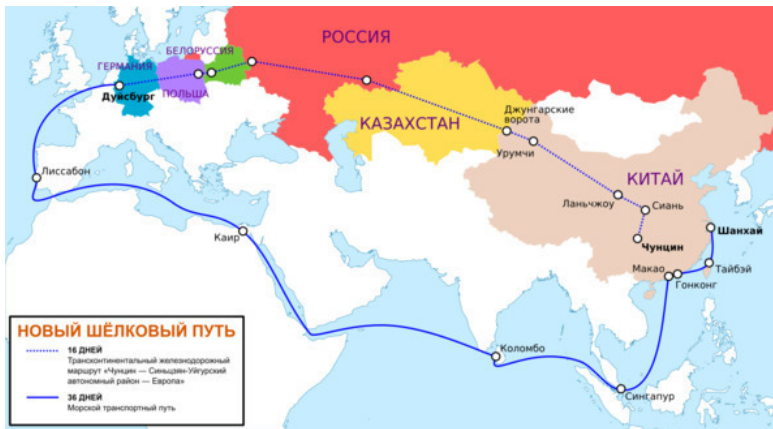 РОССИЯ
БЕЛОРУССИЯ
ГЕРМАНИЯ
Дуйсбург
ПОЛЬША
КАЗАХСТАН
Джунгарские
ворота
Урумчи
КИТАЙ
Лиссабон
Ланьчжоу
Сиань
Шанхай
Каир
Чунцин
Макао
Тайбэй
Гонконг
НОВЫЙ ШЁЛКОВЫЙ ПУТЬ
16 ДНЕЙ
Трансконтинентальный железнодорожный
маршрут «Чунцин — Синьцзян-Уйгурский
автономный район — Европа»
36 ДНЕЙ
Морской транспортный путь
Коломбо
Сингапур